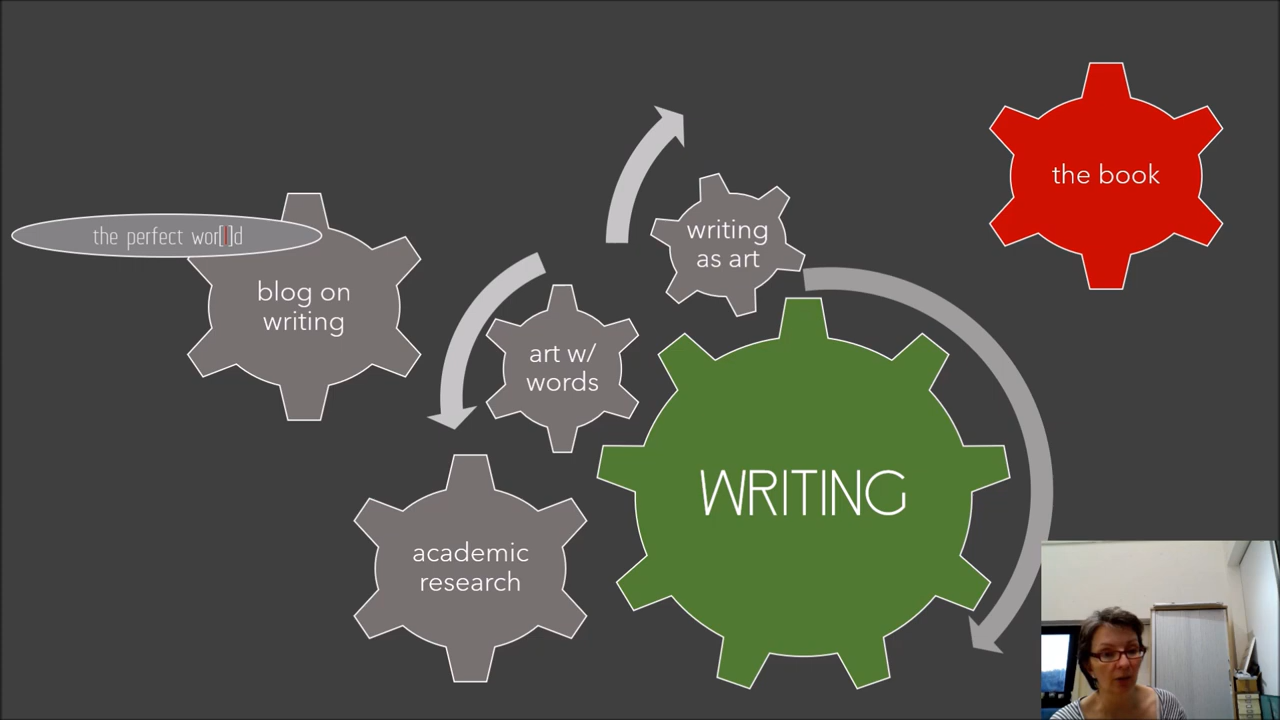 the book
writing
as art
the perfect wor[l]d
blog on
writing
art w/
words
WRITING
academic
research